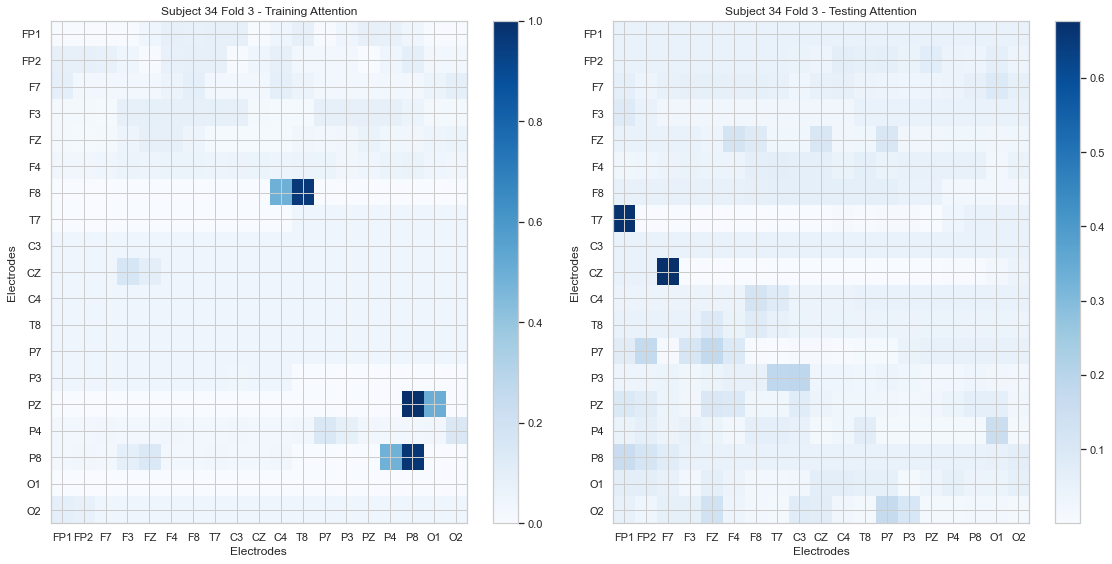 Subject 34 Fold 3 - Training Attention
FP1
FP2
F7
F3
FZ
F4
F8
T7
C3
CZ
C4
T8
P7
P3
PZ
P4
P8
O1
O2
Electrodes
FP1 FP2 F7 F3 FZ F4 F8 T7 C3 CZ C4 T8 P7 P3 PZ P4 P8 O1 O2
Electrodes
1.0
0.8
0.6
0.4
0.2
0.0
Subject 34 Fold 3 - Testing Attention
FP1
FP2
F7
F3
FZ
F4
F8
T7
C3
CZ
C4
T8
P7
P3
PZ
P4
P8
O1
O2
Electrodes
FP1 FP2 F7 F3 FZ F4 F8 T7 C3 CZ C4 T8 P7 P3 PZ P4 P8 O1 O2
Electrodes
0.6
0.5
0.4
0.3
0.2
0.1